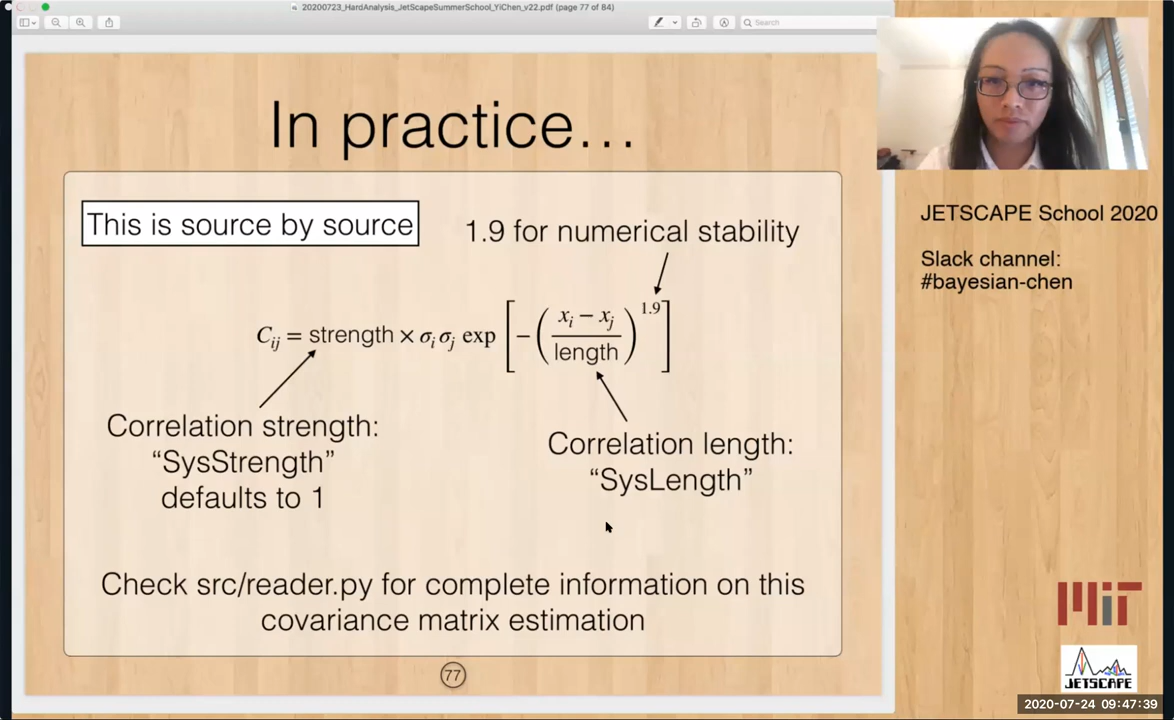 20200723_HardAnalysis_JetScapeSummerSchool_YiChen_v22.pdf (page 77 of 84)
Search
In practice…
This is source by source
1.9 for numerical stability
C_ij = strength × σ_i σ_j exp [ − ( (x_i − x_j) / length )^1.9 ]
Correlation strength:
“SysStrength”
defaults to 1
Correlation length:
“SysLength”
Check src/reader.py for complete information on this
covariance matrix estimation
77
JETSCAPE School 2020
Slack channel:
#bayesian-chen
MIT
JETSCAPE
2020-07-24 09:47:39